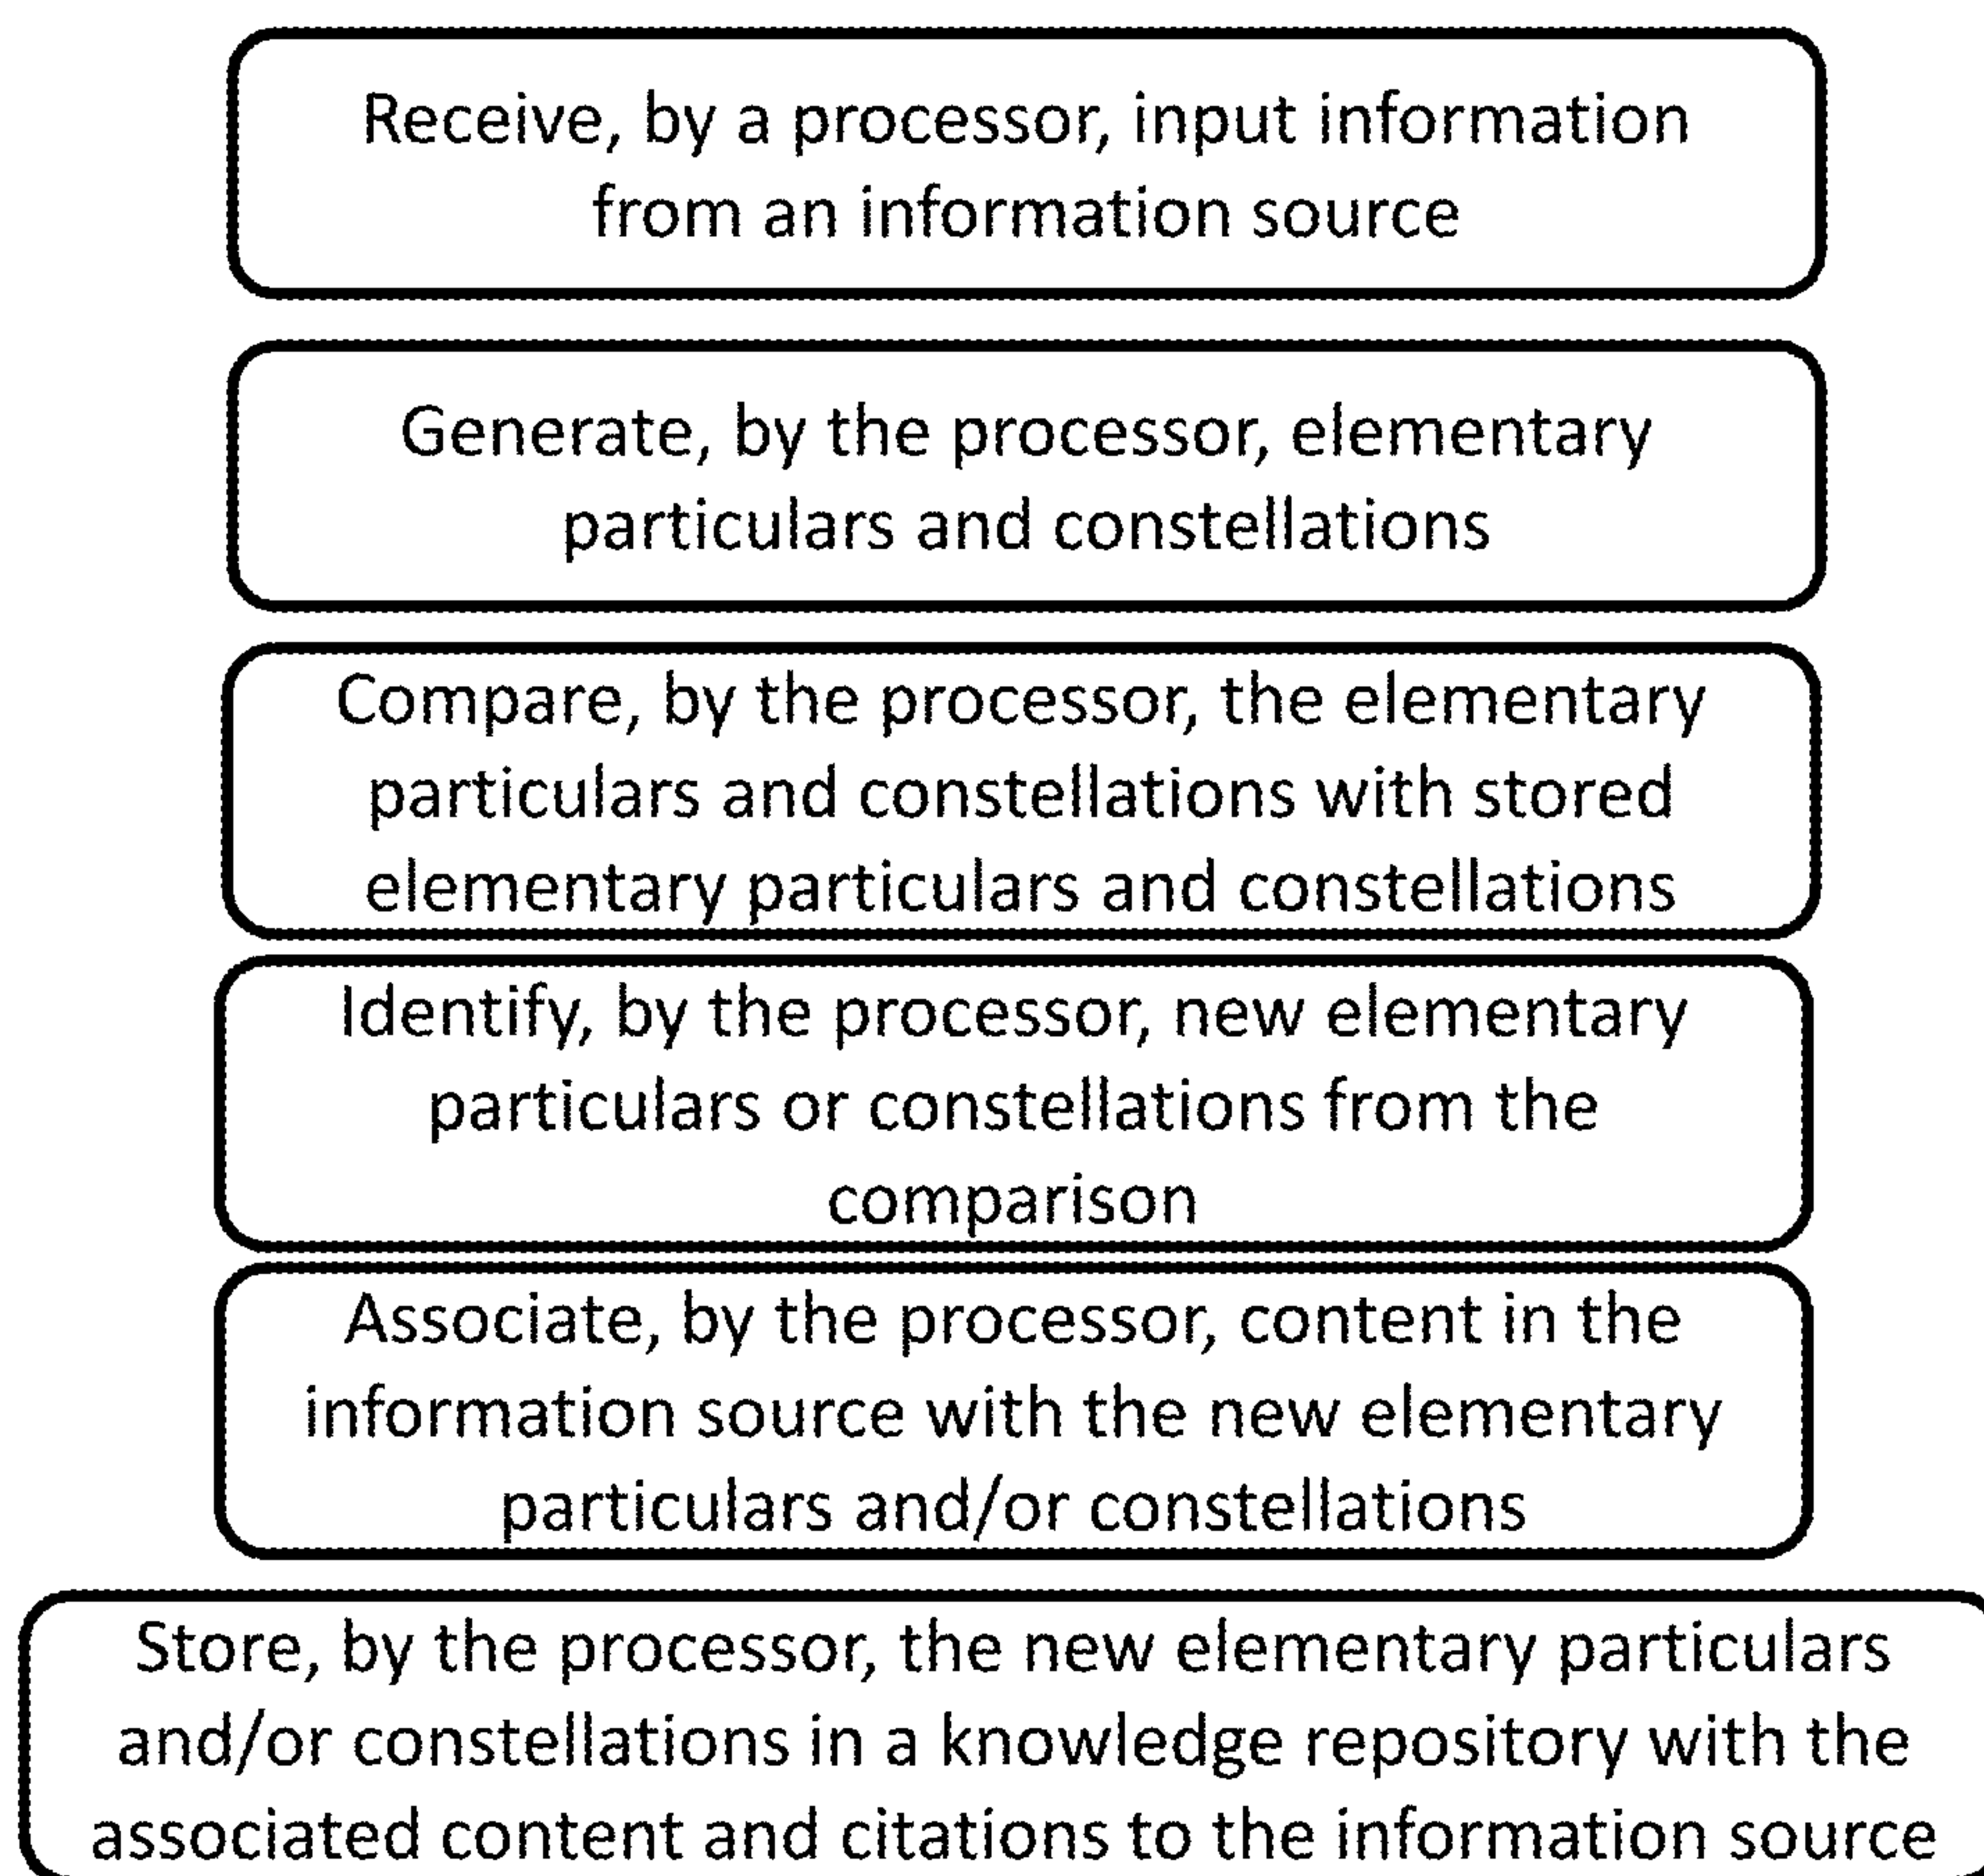 Receive, by a processor, input information
from an information source
Generate, by the processor, elementary
particulars and constellations
Compare, by the processor, the elementary
particulars and constellations with stored
elementary particulars and constellations
Identify, by the processor, new elementary
particulars or constellations from the
comparison
Associate, by the processor, content in the
information source with the new elementary
particulars and/or constellations
Store, by the processor, the new elementary particulars
and/or constellations in a knowledge repository with the
associated content and citations to the information source